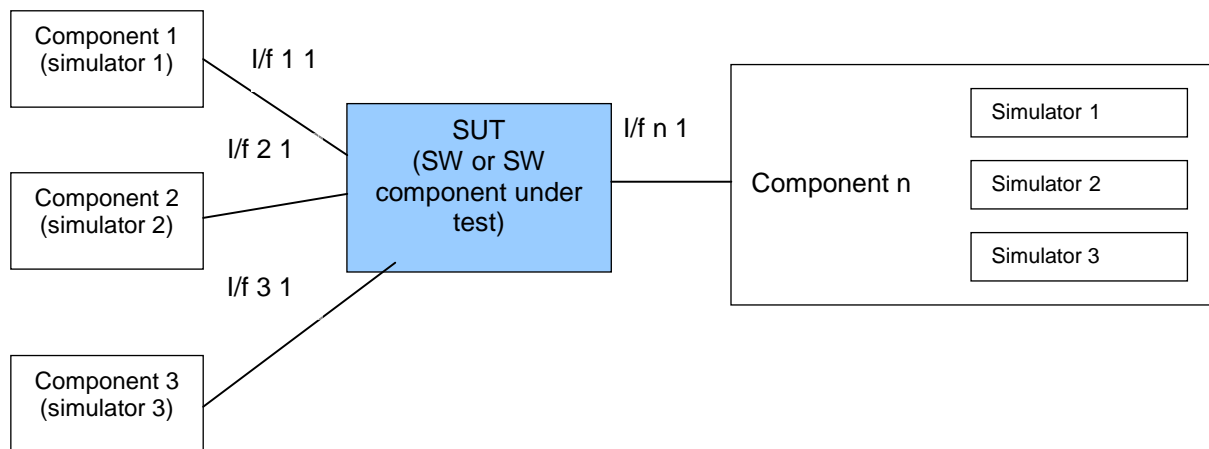 Component 1
(simulator 1)
I/f 1 1
I/f 2 1
Component 2
(simulator 2)
I/f 3 1
Component 3
(simulator 3)
SUT
(SW or SW
component under
test)
I/f n 1
Component n
Simulator 1
Simulator 2
Simulator 3